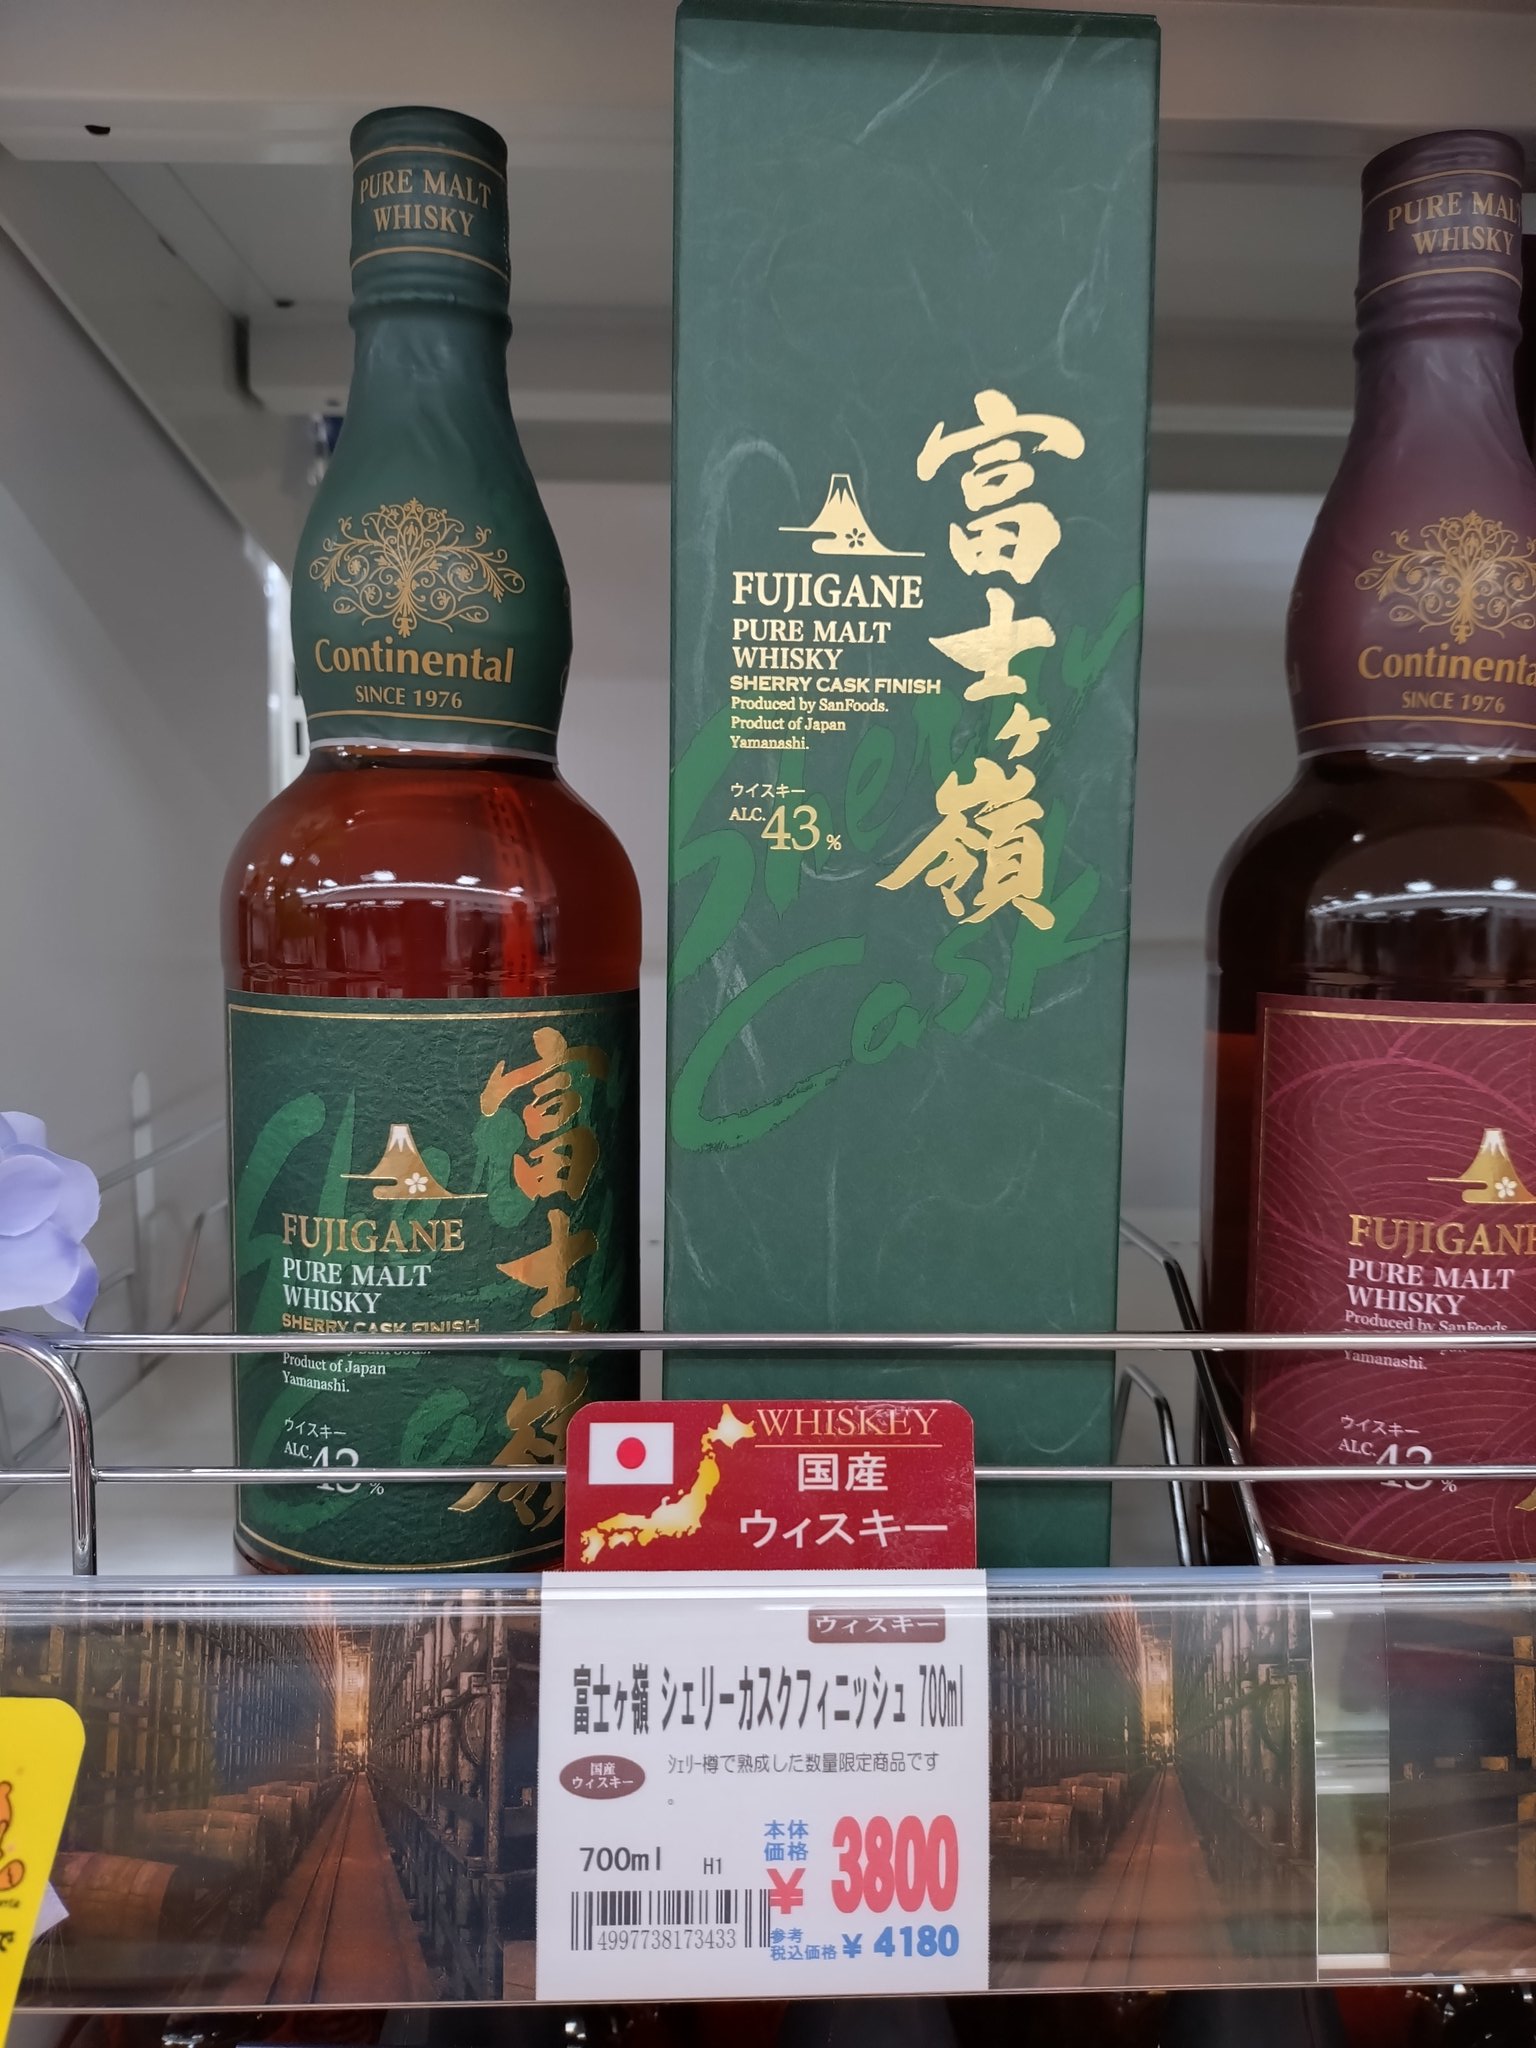 PURE MALT
WHISKY
Continental
SINCE 1976
富士ヶ嶺
FUJIGANE
PURE MALT
WHISKY
SHERRY CASK FINISH
Product of Japan
Yamanashi.
ウイスキー
ALC. 43%
富士ヶ嶺
FUJIGANE
PURE MALT
WHISKY
SHERRY CASK FINISH
Produced by SanFoods.
Product of Japan
Yamanashi.
ウイスキー
ALC. 43%
Sherry
Cask
PURE MALT
WHISKY
Continental
SINCE 1976
FUJIGANE
PURE MALT
WHISKY
Produced by SanFoods.
Yamanashi.
ウイスキー
ALC. 43%
WHISKEY
国産
ウィスキー
ウィスキー
富士ヶ嶺 シェリーカスクフィニッシュ 700ml
国産
ウィスキー
ｼｪﾘｰ樽で熟成した数量限定商品です
。
700ml H1
本体
価格
¥ 3800
4997738173433
参考
税込価格 ¥ 4180